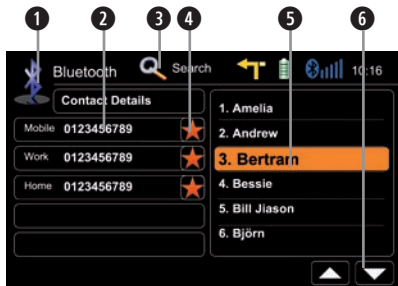 1 2 3 4 5 6
Bluetooth Search 10:16
Contact Details
Mobile 0123456789
Work 0123456789
Home 0123456789
1. Amelia
2. Andrew
3. Bertram
4. Bessie
5. Bill Jiason
6. Björn